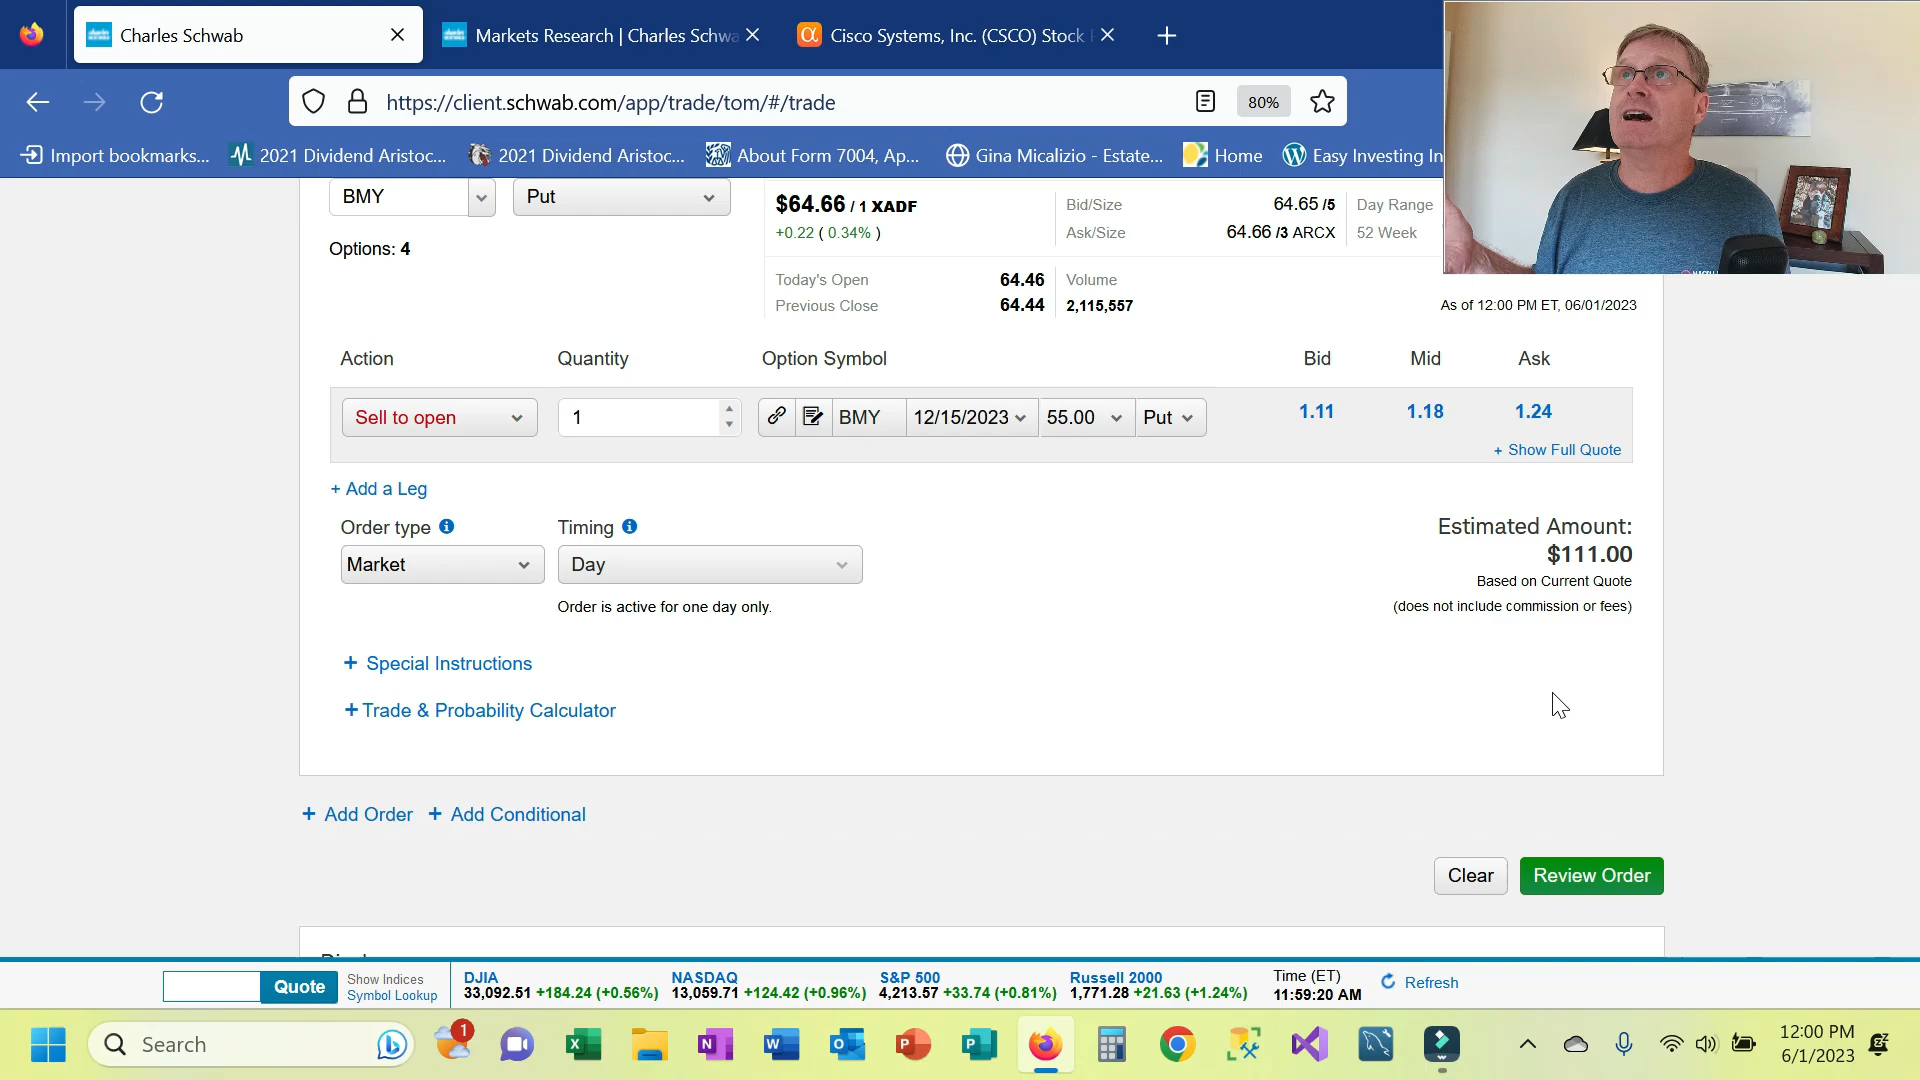 Charles Schwab
Markets Research | Charles Schwa
Cisco Systems, Inc. (CSCO) Stock
https://client.schwab.com/app/trade/tom/#/trade
80%
Import bookmarks...
2021 Dividend Aristoc...
2021 Dividend Aristoc...
About Form 7004, Ap...
Gina Micalizio - Estate...
Home
Easy Investing In
BMY
Put
$64.66 / 1 XADF
Bid/Size
64.65 /5
Day Range
+0.22 ( 0.34% )
Ask/Size
64.66 /3 ARCX
52 Week
Options: 4
Today's Open
64.46
Volume
Previous Close
64.44
2,115,557
As of 12:00 PM ET, 06/01/2023
Action
Quantity
Option Symbol
Bid
Mid
Ask
Sell to open
1
BMY
12/15/2023
55.00
Put
1.11
1.18
1.24
+ Show Full Quote
+ Add a Leg
Order type
Timing
Estimated Amount:
$111.00
Market
Day
Based on Current Quote
Order is active for one day only.
(does not include commission or fees)
+ Special Instructions
+ Trade & Probability Calculator
+ Add Order
+ Add Conditional
Clear
Review Order
Quote
Show Indices
Symbol Lookup
DJIA
33,092.51 +184.24 (+0.56%)
NASDAQ
13,059.71 +124.42 (+0.96%)
S&P 500
4,213.57 +33.74 (+0.81%)
Russell 2000
1,771.28 +21.63 (+1.24%)
Time (ET)
11:59:20 AM
Refresh
Search
1
12:00 PM
6/1/2023